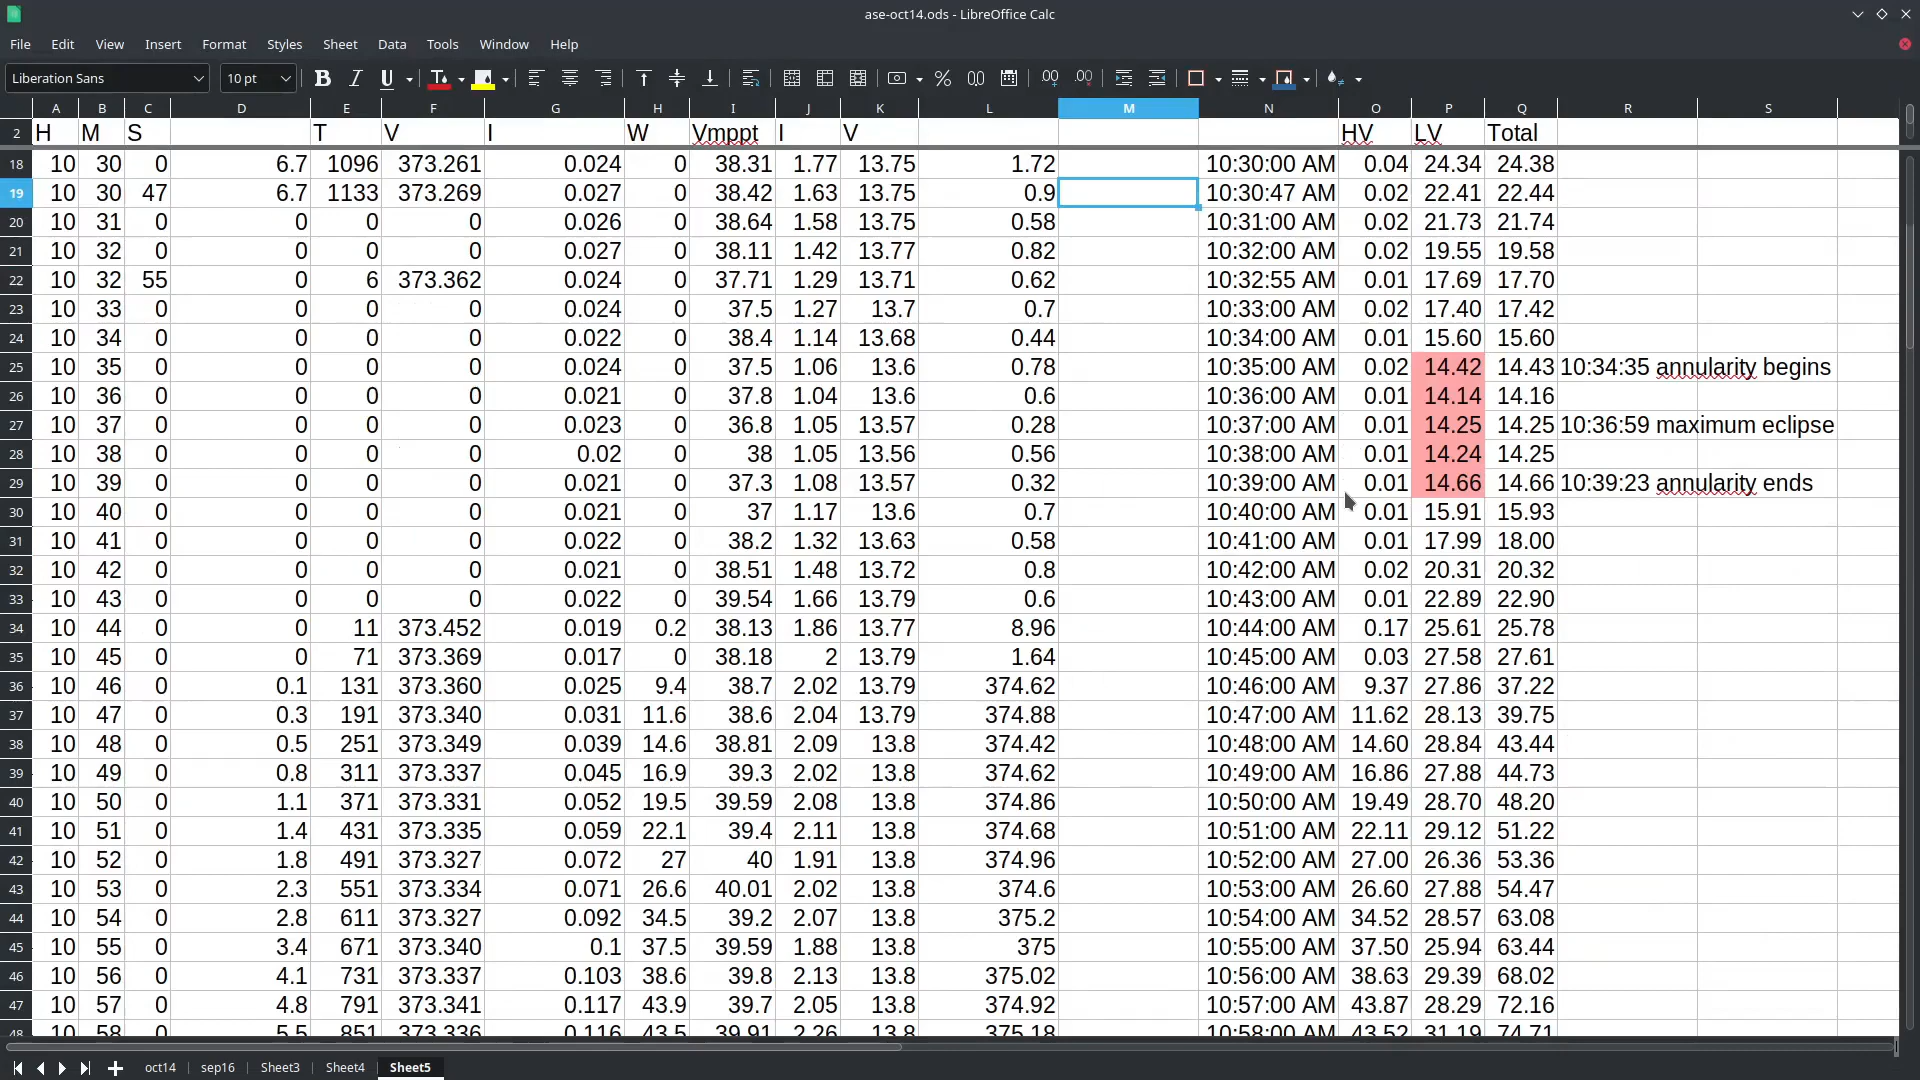 ase-oct14.ods - LibreOffice Calc
File Edit View Insert Format Styles Sheet Data Tools Window Help
Liberation Sans 10 pt
A B C D E F G H I J K L M N O P Q R S
2 H M S T V I W Vmppt I V HV LV Total
18 10 30 0 6.7 1096 373.261 0.024 0 38.31 1.77 13.75 1.72 10:30:00 AM 0.04 24.34 24.38
19 10 30 47 6.7 1133 373.269 0.027 0 38.42 1.63 13.75 0.9 10:30:47 AM 0.02 22.41 22.44
20 10 31 0 0 0 0 0.026 0 38.64 1.58 13.75 0.58 10:31:00 AM 0.02 21.73 21.74
21 10 32 0 0 0 0 0.027 0 38.11 1.42 13.77 0.82 10:32:00 AM 0.02 19.55 19.58
22 10 32 55 0 6 373.362 0.024 0 37.71 1.29 13.71 0.62 10:32:55 AM 0.01 17.69 17.70
23 10 33 0 0 0 0 0.024 0 37.5 1.27 13.7 0.7 10:33:00 AM 0.02 17.40 17.42
24 10 34 0 0 0 0 0.022 0 38.4 1.14 13.68 0.44 10:34:00 AM 0.01 15.60 15.60
25 10 35 0 0 0 0 0.024 0 37.5 1.06 13.6 0.78 10:35:00 AM 0.02 14.42 14.43 10:34:35 annularity begins
26 10 36 0 0 0 0 0.021 0 37.8 1.04 13.6 0.6 10:36:00 AM 0.01 14.14 14.16
27 10 37 0 0 0 0 0.023 0 36.8 1.05 13.57 0.28 10:37:00 AM 0.01 14.25 14.25 10:36:59 maximum eclipse
28 10 38 0 0 0 0 0.02 0 38 1.05 13.56 0.56 10:38:00 AM 0.01 14.24 14.25
29 10 39 0 0 0 0 0.021 0 37.3 1.08 13.57 0.32 10:39:00 AM 0.01 14.66 14.66 10:39:23 annularity ends
30 10 40 0 0 0 0 0.021 0 37 1.17 13.6 0.7 10:40:00 AM 0.01 15.91 15.93
31 10 41 0 0 0 0 0.022 0 38.2 1.32 13.63 0.58 10:41:00 AM 0.01 17.99 18.00
32 10 42 0 0 0 0 0.021 0 38.51 1.48 13.72 0.8 10:42:00 AM 0.02 20.31 20.32
33 10 43 0 0 0 0 0.022 0 39.54 1.66 13.79 0.6 10:43:00 AM 0.01 22.89 22.90
34 10 44 0 0 11 373.452 0.019 0.2 38.13 1.86 13.77 8.96 10:44:00 AM 0.17 25.61 25.78
35 10 45 0 0 71 373.369 0.017 0 38.18 2 13.79 1.64 10:45:00 AM 0.03 27.58 27.61
36 10 46 0 0.1 131 373.360 0.025 9.4 38.7 2.02 13.79 374.62 10:46:00 AM 9.37 27.86 37.22
37 10 47 0 0.3 191 373.340 0.031 11.6 38.6 2.04 13.79 374.88 10:47:00 AM 11.62 28.13 39.75
38 10 48 0 0.5 251 373.349 0.039 14.6 38.81 2.09 13.8 374.42 10:48:00 AM 14.60 28.84 43.44
39 10 49 0 0.8 311 373.337 0.045 16.9 39.3 2.02 13.8 374.62 10:49:00 AM 16.86 27.88 44.73
40 10 50 0 1.1 371 373.331 0.052 19.5 39.59 2.08 13.8 374.86 10:50:00 AM 19.49 28.70 48.20
41 10 51 0 1.4 431 373.335 0.059 22.1 39.4 2.11 13.8 374.68 10:51:00 AM 22.11 29.12 51.22
42 10 52 0 1.8 491 373.327 0.072 27 40 1.91 13.8 374.96 10:52:00 AM 27.00 26.36 53.36
43 10 53 0 2.3 551 373.334 0.071 26.6 40.01 2.02 13.8 374.6 10:53:00 AM 26.60 27.88 54.47
44 10 54 0 2.8 611 373.327 0.092 34.5 39.2 2.07 13.8 375.2 10:54:00 AM 34.52 28.57 63.08
45 10 55 0 3.4 671 373.340 0.1 37.5 39.59 1.88 13.8 375 10:55:00 AM 37.50 25.94 63.44
46 10 56 0 4.1 731 373.337 0.103 38.6 39.8 2.13 13.8 375.02 10:56:00 AM 38.63 29.39 68.02
47 10 57 0 4.8 791 373.341 0.117 43.9 39.7 2.05 13.8 374.92 10:57:00 AM 43.87 28.29 72.16
48 10 58 0 5.5 851 373.336 0.116 43.5 39.91 2.26 13.8 375.18 10:58:00 AM 43.52 31.19 74.71
oct14 sep16 Sheet3 Sheet4 Sheet5